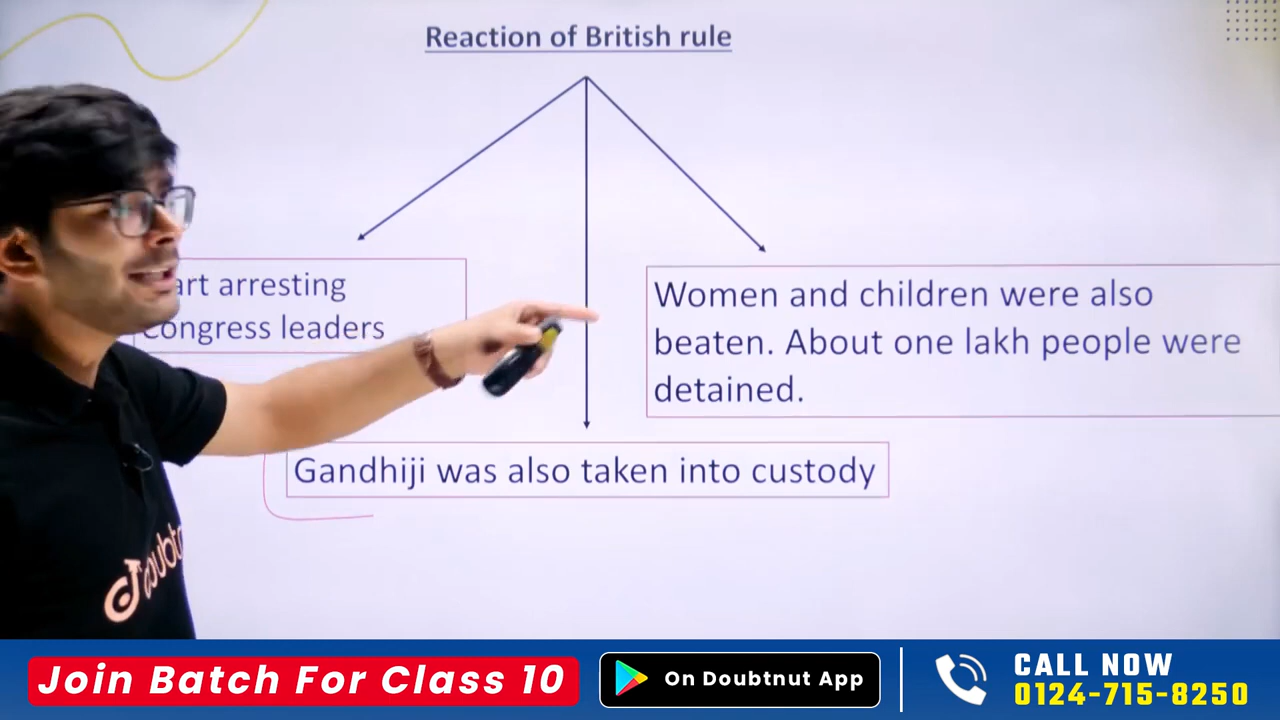 Reaction of British rule
arresting
Congress leaders
Women and children were also
beaten. About one lakh people were
detained.
Gandhiji was also taken into custody
Join Batch For Class 10
On Doubtnut App
CALL NOW
0124-715-8250